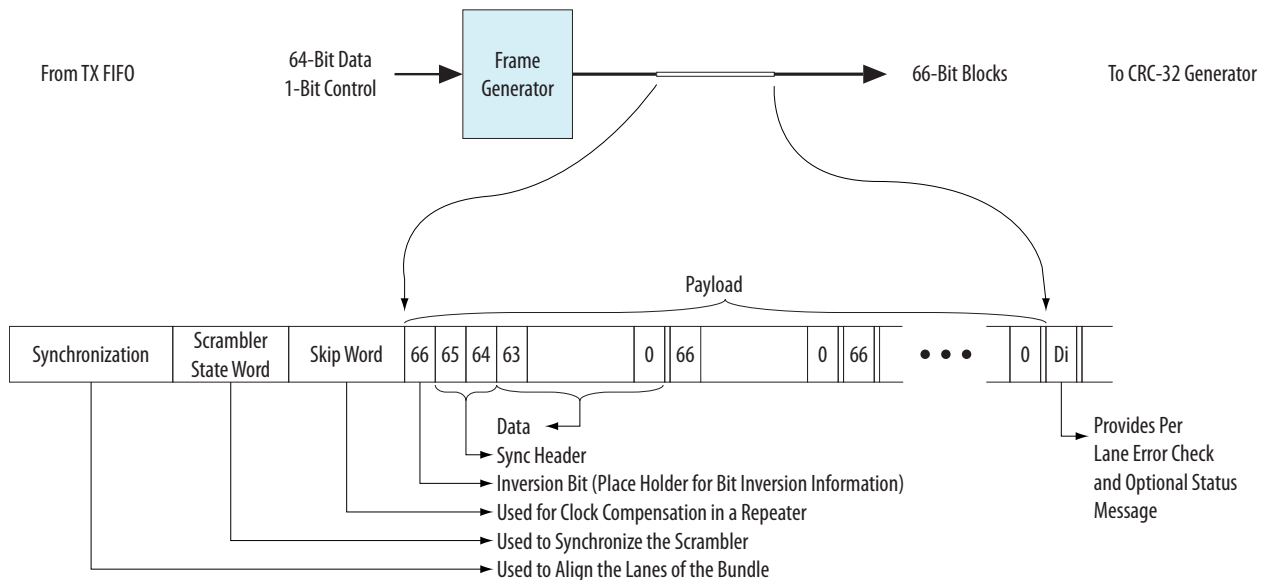 From TX FIFO
64-Bit Data
1-Bit Control
Frame
Generator
66-Bit Blocks
To CRC-32 Generator
Payload
Synchronization
Scrambler
State Word
Skip Word
66
65
64
63
0
66
0
66
• • •
0
Di
Data
Sync Header
Inversion Bit (Place Holder for Bit Inversion Information)
Used for Clock Compensation in a Repeater
Used to Synchronize the Scrambler
Used to Align the Lanes of the Bundle
Provides Per
Lane Error Check
and Optional Status
Message